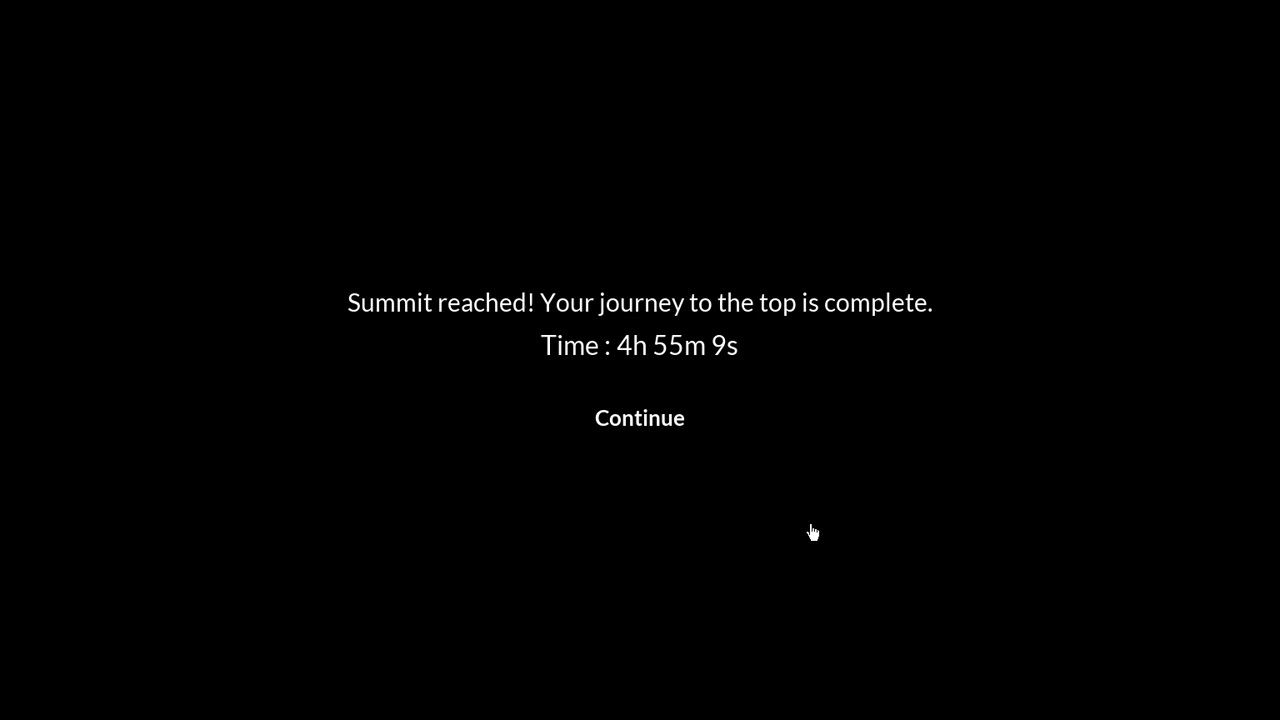 Summit reached! Your journey to the top is complete.
Time : 4h 55m 9s
Continue